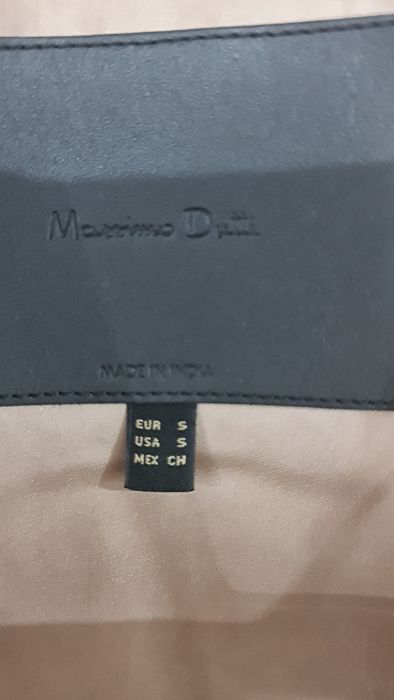 Massimo Dutti
MADE IN INDIA
EUR S
USA S
MEX CH